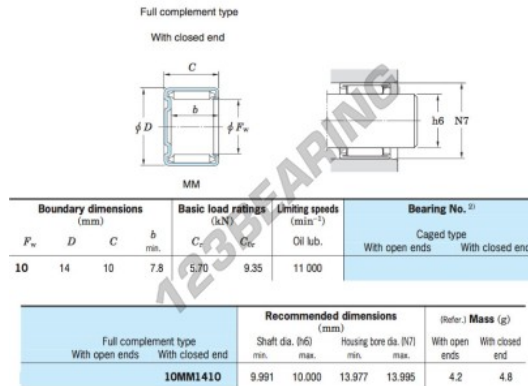 Full complement type
With closed end
C
b
φD
φFw
h6
N7
MM
123BEARING
Boundary dimensions
(mm)
Basic load ratings
(kN)
Limiting speeds
(min⁻¹)
Bearing No. 2)
Fw D C b
min.
Cr C0r
Oil lub.
Caged type
With open ends With closed end
10 14 10 7.8 5.70 9.35 11 000
Recommended dimensions
(mm)
(Refer.) Mass (g)
Full complement type
With open ends With closed end
Shaft dia. (h6)
min. max.
Housing bore dia. (N7)
min. max.
With open
ends
With closed
end
10MM1410 9.991 10.000 13.977 13.995 4.2 4.8